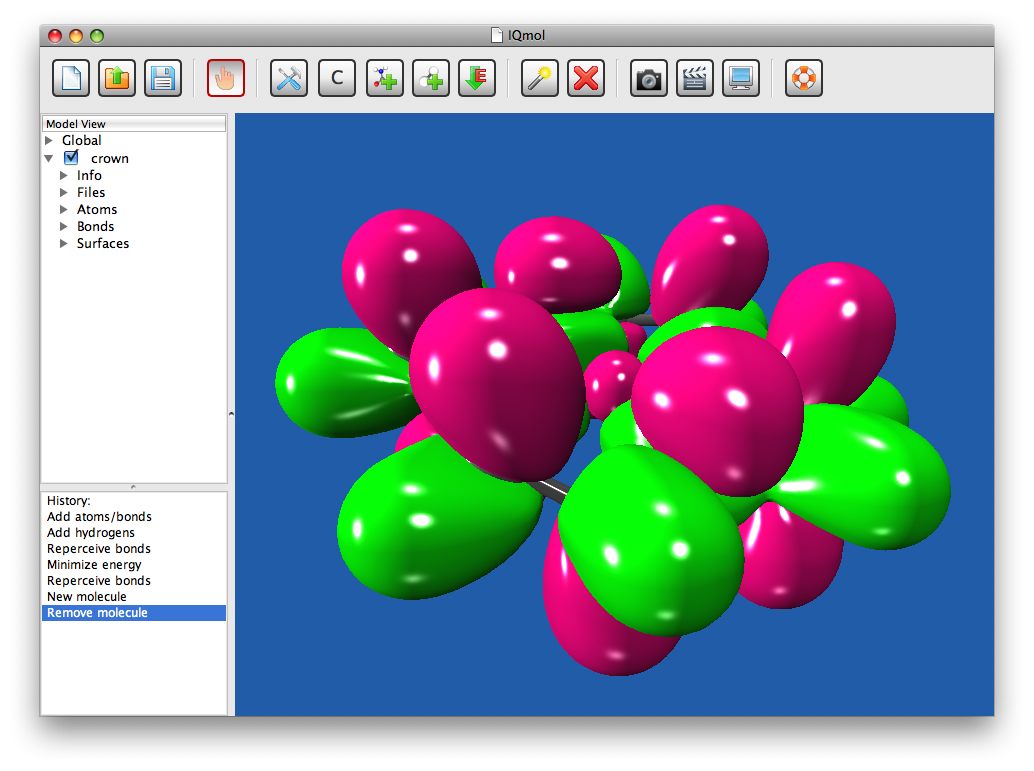 IQmol
C
E
Model View
Global
crown
Info
Files
Atoms
Bonds
Surfaces
History:
Add atoms/bonds
Add hydrogens
Reperceive bonds
Minimize energy
Reperceive bonds
New molecule
Remove molecule